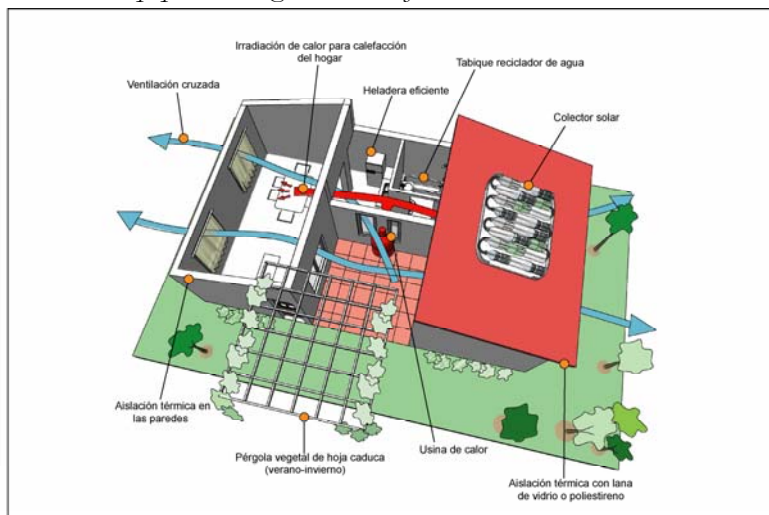 Irradiación de calor para calefacción
del hogar
Tabique reciclador de agua
Ventilación cruzada
Heladera eficiente
Colector solar
Aislación térmica en
las paredes
Pérgola vegetal de hoja caduca
(verano-invierno)
Usina de calor
Aislación térmica con lana
de vidrio o poliestireno